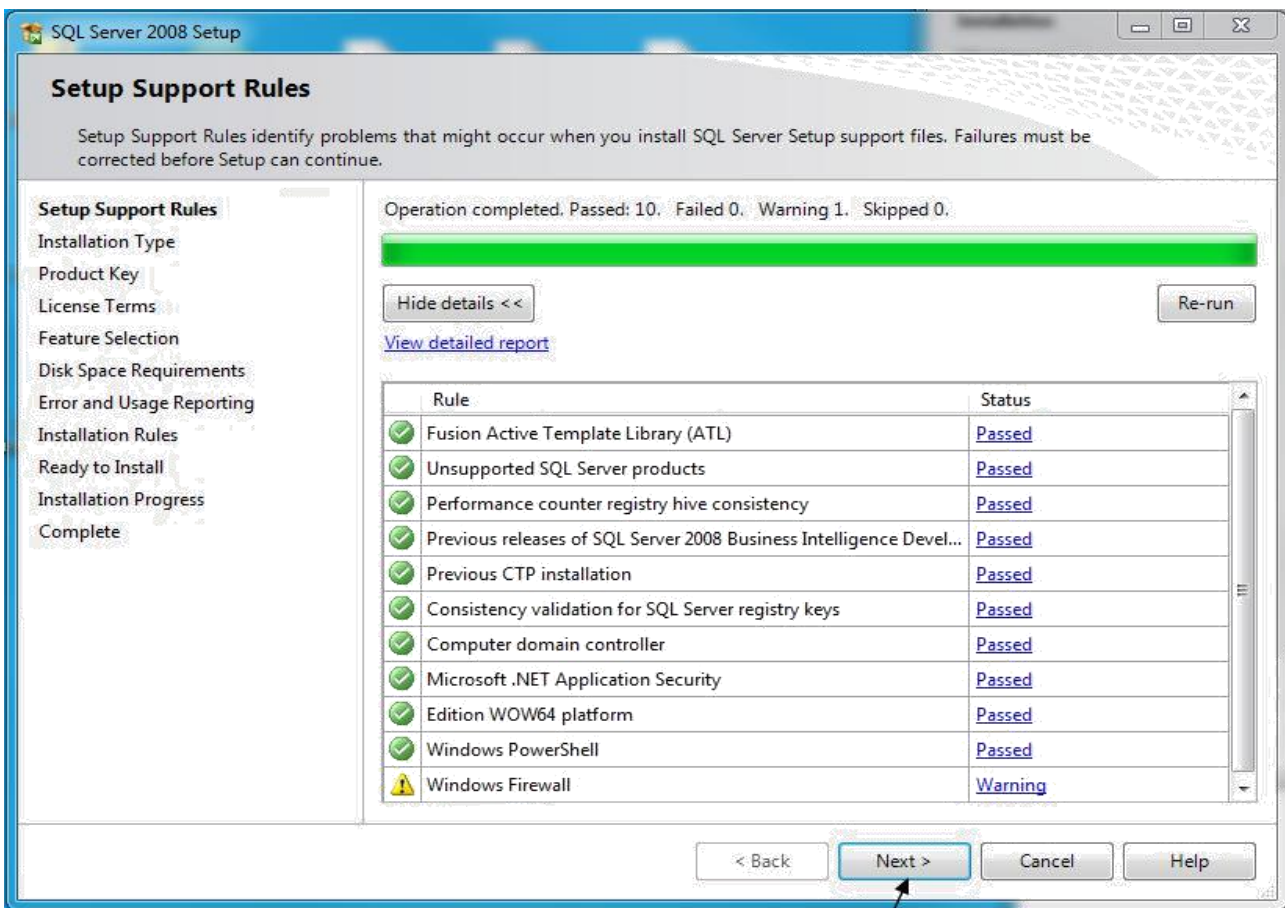 SQL Server 2008 Setup
Setup Support Rules
Setup Support Rules identify problems that might occur when you install SQL Server Setup support files. Failures must be
corrected before Setup can continue.
Setup Support Rules
Installation Type
Product Key
License Terms
Feature Selection
Disk Space Requirements
Error and Usage Reporting
Installation Rules
Ready to Install
Installation Progress
Complete
Operation completed. Passed: 10. Failed 0. Warning 1. Skipped 0.
Hide details <<
Re-run
View detailed report
Rule Status
Fusion Active Template Library (ATL) Passed
Unsupported SQL Server products Passed
Performance counter registry hive consistency Passed
Previous releases of SQL Server 2008 Business Intelligence Devel... Passed
Previous CTP installation Passed
Consistency validation for SQL Server registry keys Passed
Computer domain controller Passed
Microsoft .NET Application Security Passed
Edition WOW64 platform Passed
Windows PowerShell Passed
Windows Firewall Warning
< Back Next > Cancel Help